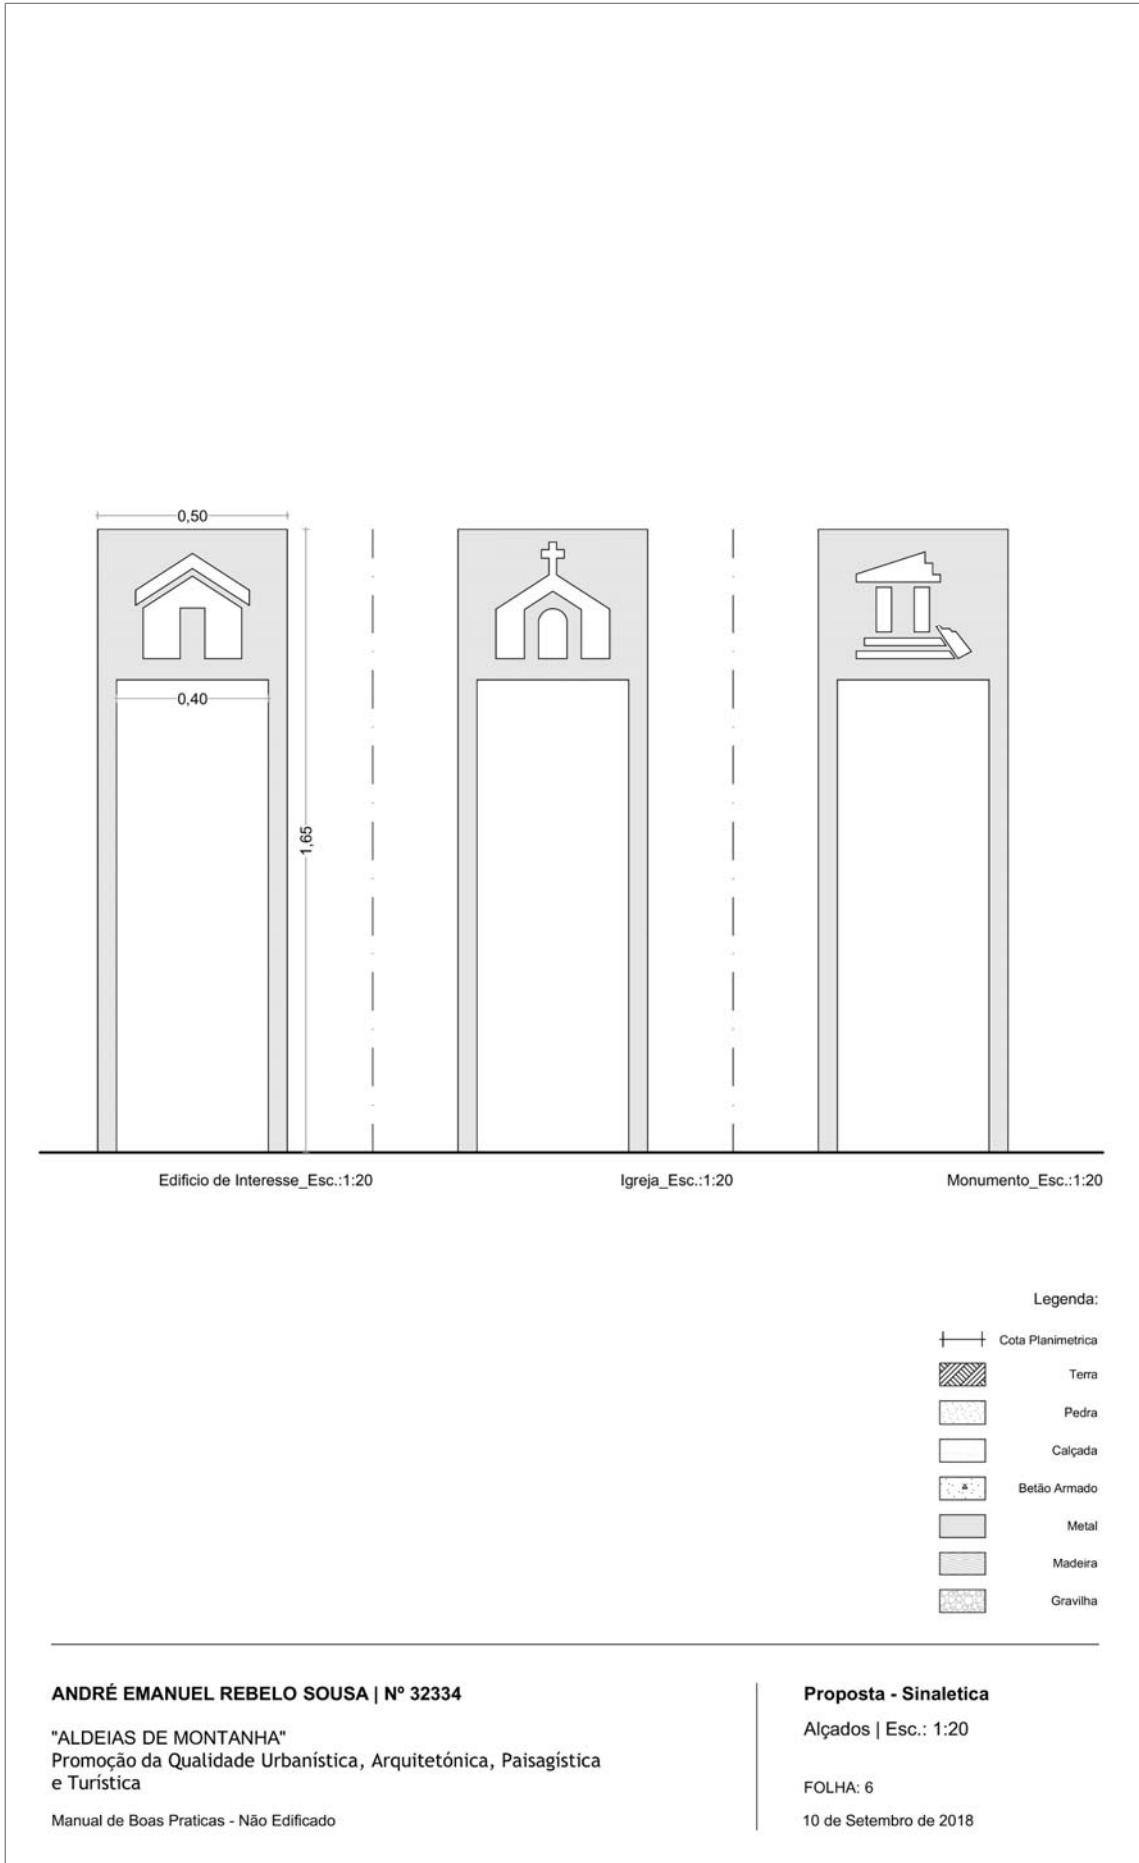 0,50
0,40
1,65
Edificio de Interesse_Esc.:1:20
Igreja_Esc.:1:20
Monumento_Esc.:1:20
Legenda:
Cota Planimetrica
Terra
Pedra
Calçada
Betão Armado
Metal
Madeira
Gravilha
ANDRÉ EMANUEL REBELO SOUSA | Nº 32334
"ALDEIAS DE MONTANHA"
Promoção da Qualidade Urbanística, Arquitetónica, Paisagística
e Turística
Manual de Boas Praticas - Não Edificado
Proposta - Sinaletica
Alçados | Esc.: 1:20
FOLHA: 6
10 de Setembro de 2018